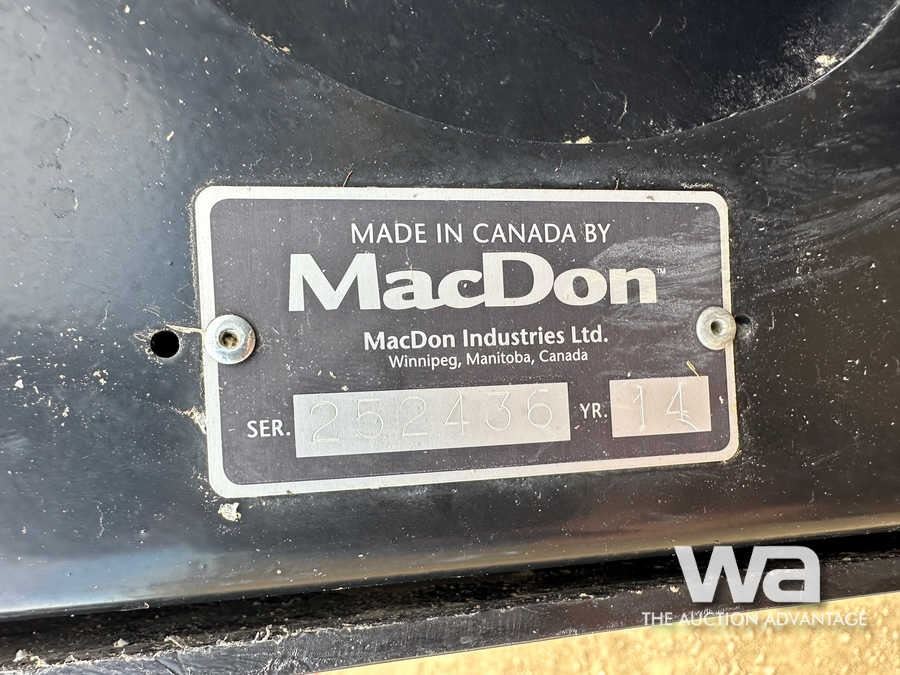 MADE IN CANADA BY
MacDon™
MacDon Industries Ltd.
Winnipeg, Manitoba, Canada
SER. 252436 YR. 14
wa
THE AUCTION ADVANTAGE